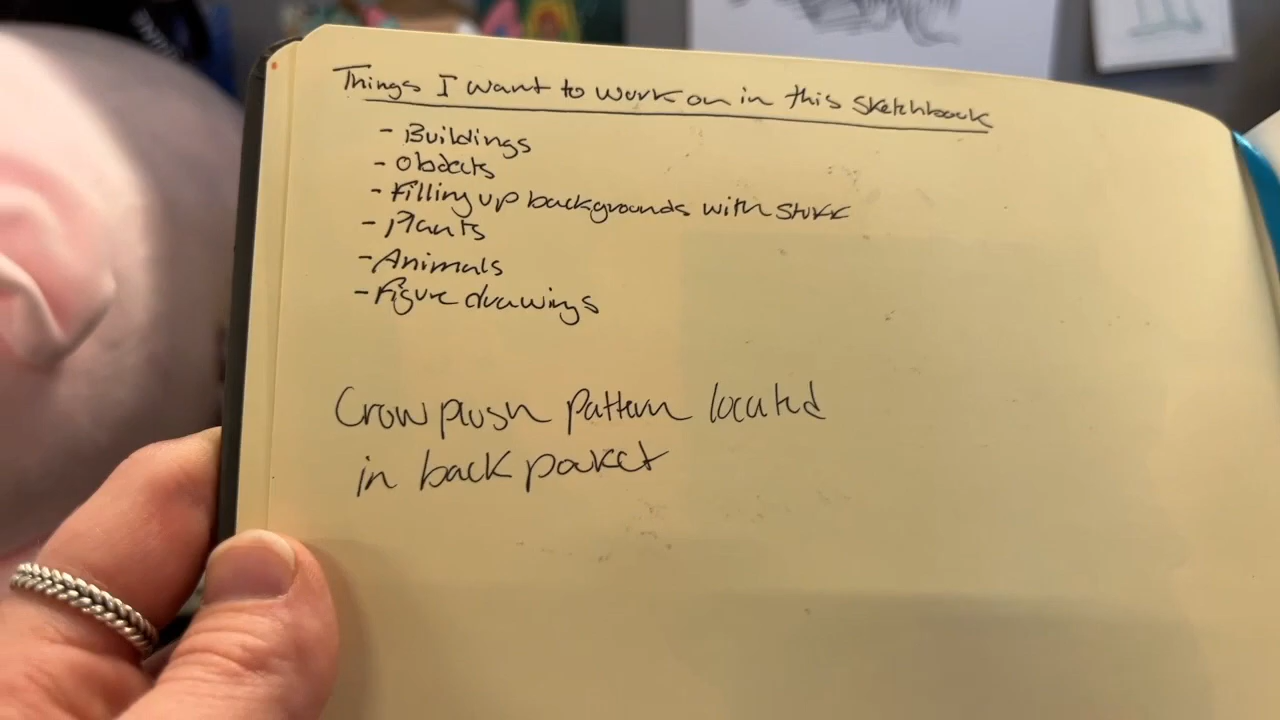 Things I want to work on in this sketchbook
- Buildings
- Objects
- Filling up backgrounds with stuff
- Plants
- Animals
- Figure drawings
Crow plush pattern located
in back pocket